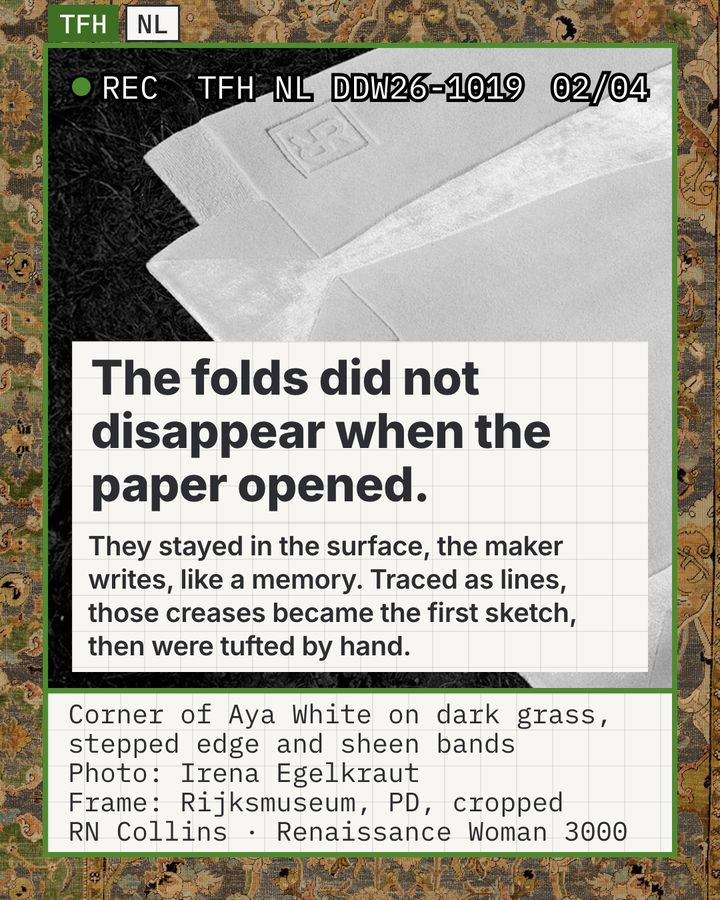 TFH NL
REC TFH NL DDW26-1019 02/04
The folds did not
disappear when the
paper opened.
They stayed in the surface, the maker
writes, like a memory. Traced as lines,
those creases became the first sketch,
then were tufted by hand.
Corner of Aya White on dark grass,
stepped edge and sheen bands
Photo: Irena Egelkraut
Frame: Rijksmuseum, PD, cropped
RN Collins · Renaissance Woman 3000